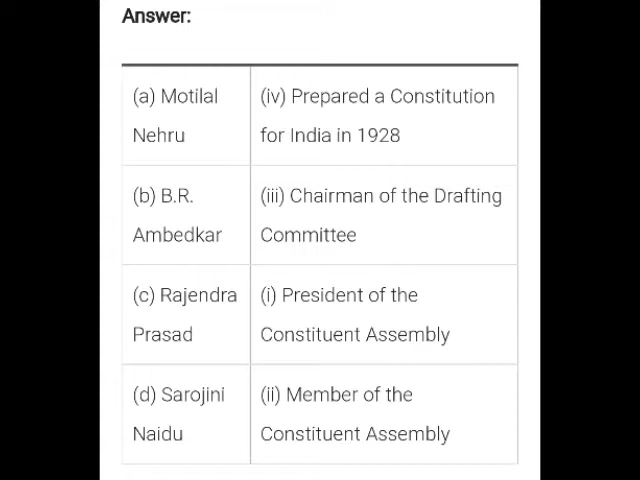 Answer:
(a) Motilal
Nehru
(iv) Prepared a Constitution
for India in 1928
(b) B.R.
Ambedkar
(iii) Chairman of the Drafting
Committee
(c) Rajendra
Prasad
(i) President of the
Constituent Assembly
(d) Sarojini
Naidu
(ii) Member of the
Constituent Assembly